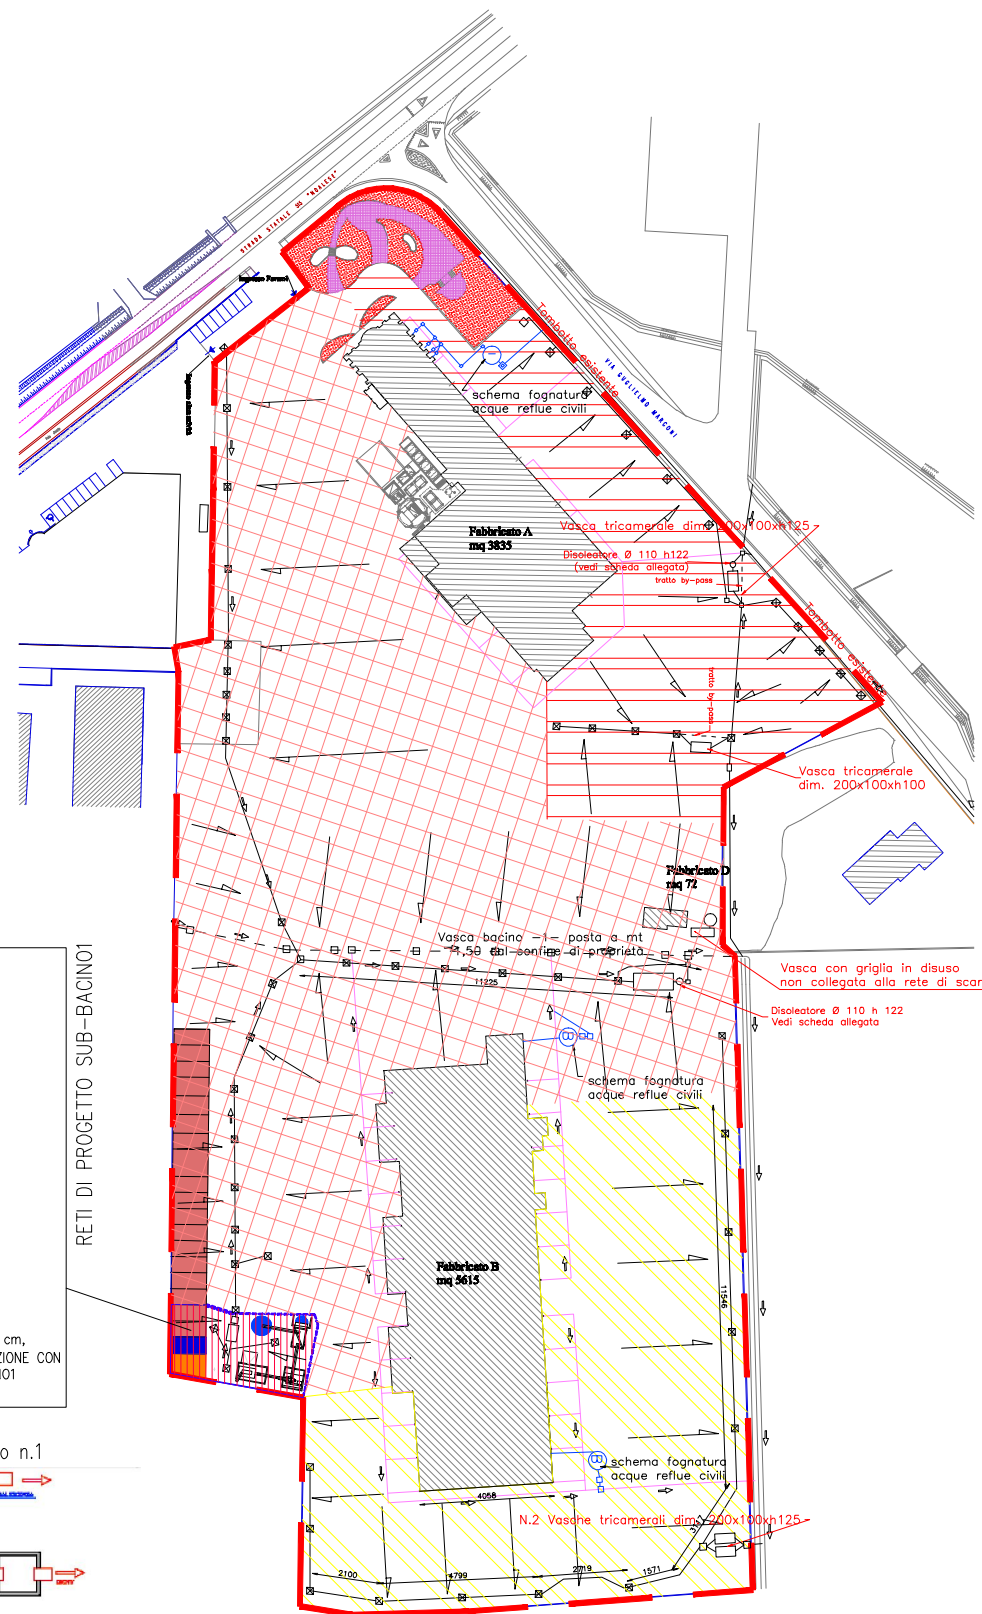 STRADA STATALE 515 "NOALESE"
Ingresso Pavan4
Tombotto esistente
VIA GUGLIELMO MARCONI
schema fognatura
acque reflue civili
Fabbricato A
mq 3835
Vasca tricamerale dim. 200x100xh125
Disoleatore Ø 110 h122
(vedi scheda allegata)
tratto by-pass
Tombotto esistente
tratto by-pass
Vasca tricamerale
dim. 200x100xh100
Fabbricato D
mq 72
Vasca bacino -1- posta a mt
1,50 dal confine di proprietà
11225
Vasca con griglia in disuso
non collegata alla rete di scar
Disoleatore Ø 110 h 122
Vedi scheda allegata
RETI DI PROGETTO SUB-BACINO1
B
schema fognatura
acque reflue civili
Fabbricato B
mq 5615
11546
cm,
ZIONE CON
o n.1
B
schema fognatura
acque reflue civili
4058
N.2 Vasche tricamerali dim. 200x100xh125
2100
4799
2719
1571